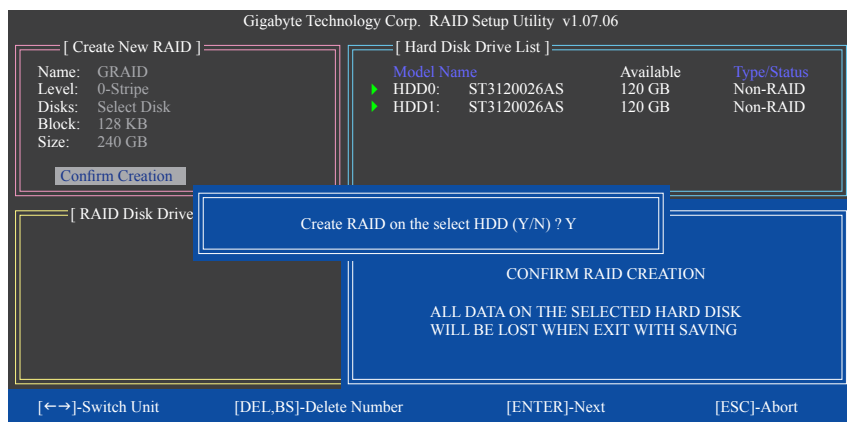 Gigabyte Technology Corp. RAID Setup Utility v1.07.06
[ Create New RAID ]
Name: GRAID
Level: 0-Stripe
Disks: Select Disk
Block: 128 KB
Size: 240 GB
Confirm Creation
[ Hard Disk Drive List ]
Model Name Available Type/Status
HDD0: ST3120026AS 120 GB Non-RAID
HDD1: ST3120026AS 120 GB Non-RAID
[ RAID Disk Drive
Create RAID on the select HDD (Y/N) ? Y
CONFIRM RAID CREATION
ALL DATA ON THE SELECTED HARD DISK
WILL BE LOST WHEN EXIT WITH SAVING
[←→]-Switch Unit [DEL,BS]-Delete Number [ENTER]-Next [ESC]-Abort